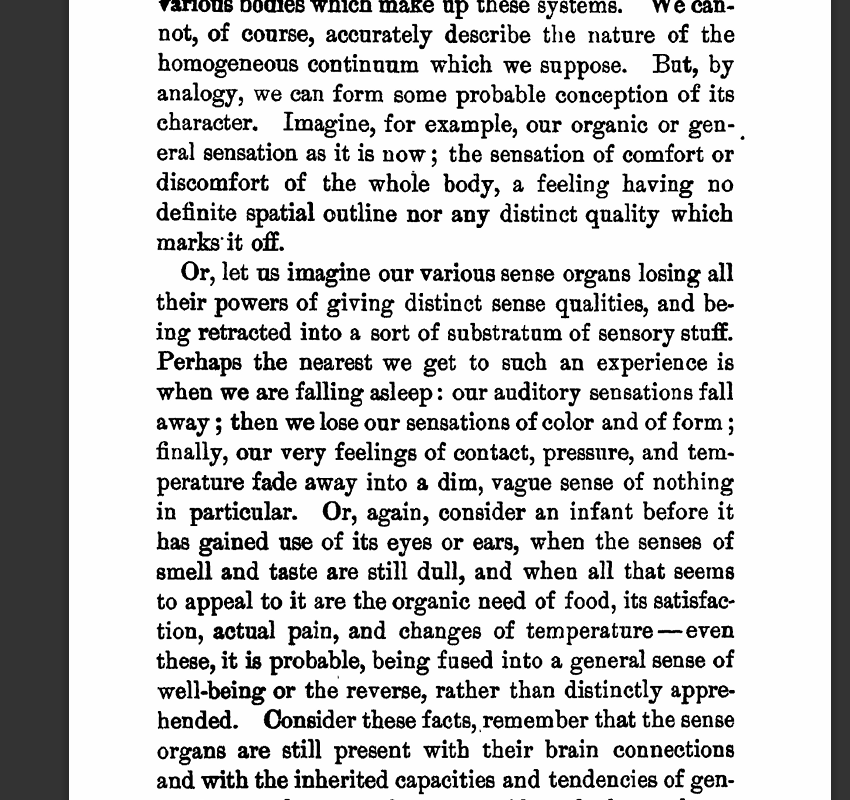 various bodies which make up these systems. We can-
not, of course, accurately describe the nature of the
homogeneous continuum which we suppose. But, by
analogy, we can form some probable conception of its
character. Imagine, for example, our organic or gen-
eral sensation as it is now; the sensation of comfort or
discomfort of the whole body, a feeling having no
definite spatial outline nor any distinct quality which
marks it off.
Or, let us imagine our various sense organs losing all
their powers of giving distinct sense qualities, and be-
ing retracted into a sort of substratum of sensory stuff.
Perhaps the nearest we get to such an experience is
when we are falling asleep: our auditory sensations fall
away; then we lose our sensations of color and of form;
finally, our very feelings of contact, pressure, and tem-
perature fade away into a dim, vague sense of nothing
in particular. Or, again, consider an infant before it
has gained use of its eyes or ears, when the senses of
smell and taste are still dull, and when all that seems
to appeal to it are the organic need of food, its satisfac-
tion, actual pain, and changes of temperature—even
these, it is probable, being fused into a general sense of
well-being or the reverse, rather than distinctly appre-
hended. Consider these facts, remember that the sense
organs are still present with their brain connections
and with the inherited capacities and tendencies of gen-